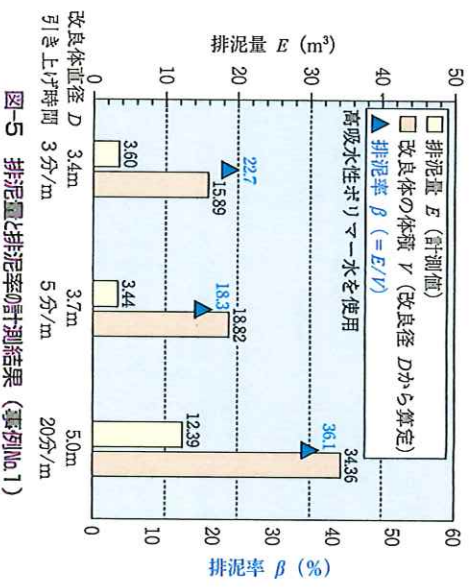 排泥量 E (m³)
50
40
30
20
10
0
排泥量 E (計測値)
改良体の体積 V (改良径 Dから算定)
排泥率 β (=E/V)
高吸水性ポリマー水を使用
60
50
40
30
20
10
0
排泥率 β (%)
3.60
22.7
15.89
3.44
18.3
18.82
12.39
36.1
34.36
改良体直径 D 3.4m 3.7m 5.0m
引き上げ時間 3分/m 5分/m 20分/m
図-5 排泥量と排泥率の計測結果（事例No.1）